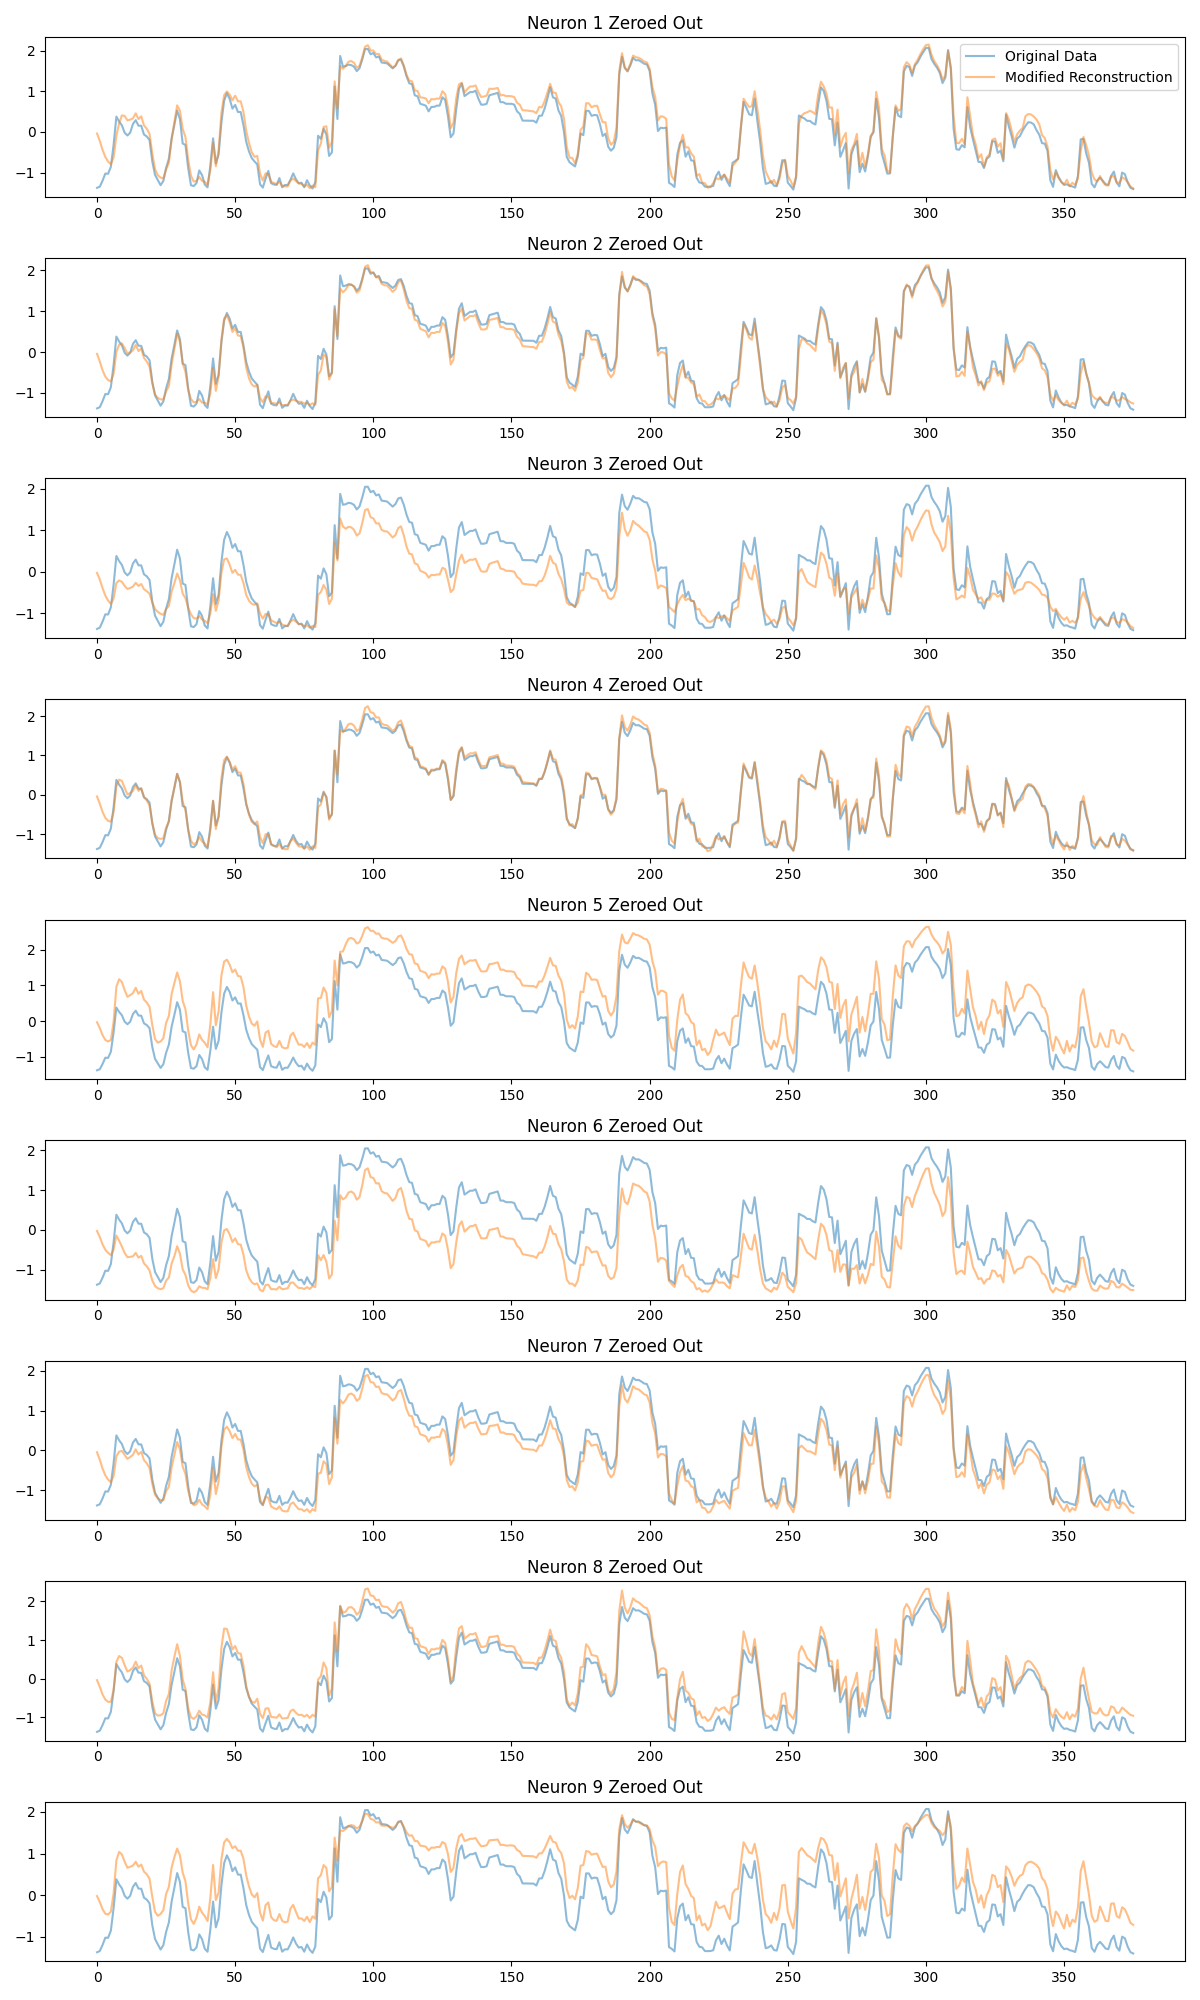 Neuron 1 Zeroed Out
Original Data
Modified Reconstruction
2
1
0
−1
0 50 100 150 200 250 300 350
Neuron 2 Zeroed Out
2
1
0
−1
0 50 100 150 200 250 300 350
Neuron 3 Zeroed Out
2
1
0
−1
0 50 100 150 200 250 300 350
Neuron 4 Zeroed Out
2
1
0
−1
0 50 100 150 200 250 300 350
Neuron 5 Zeroed Out
2
1
0
−1
0 50 100 150 200 250 300 350
Neuron 6 Zeroed Out
2
1
0
−1
0 50 100 150 200 250 300 350
Neuron 7 Zeroed Out
2
1
0
−1
0 50 100 150 200 250 300 350
Neuron 8 Zeroed Out
2
1
0
−1
0 50 100 150 200 250 300 350
Neuron 9 Zeroed Out
2
1
0
−1
0 50 100 150 200 250 300 350